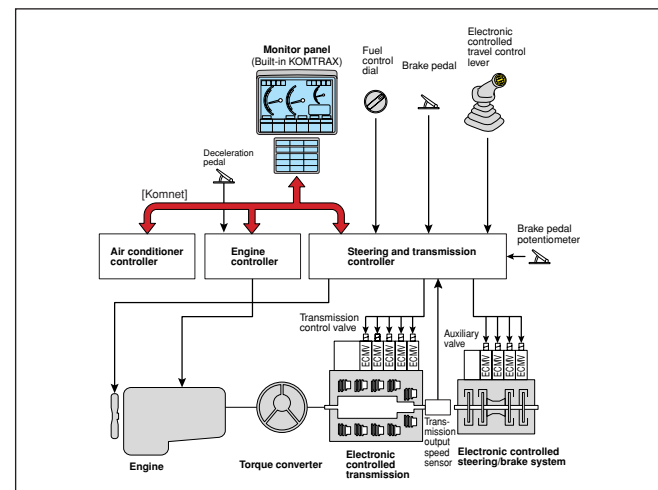 Monitor panel
(Built-in KOMTRAX)
Fuel
control
dial
Brake pedal
Electronic
controlled
travel control
lever
Deceleration
pedal
[Komnet]
Air conditioner
controller
Engine
controller
Steering and transmission
controller
Brake pedal
potentiometer
Transmission
control valve
ECMV
ECMV
ECMV
ECMV
ECMV
Auxiliary
valve
ECMV
ECMV
ECMV
ECMV
Engine
Torque converter
Electronic
controlled
transmission
Trans-
mission
output
speed
sensor
Electronic controlled
steering/brake system